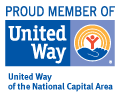 PROUD MEMBER OF
United
Way
United Way
of the National Capital Area